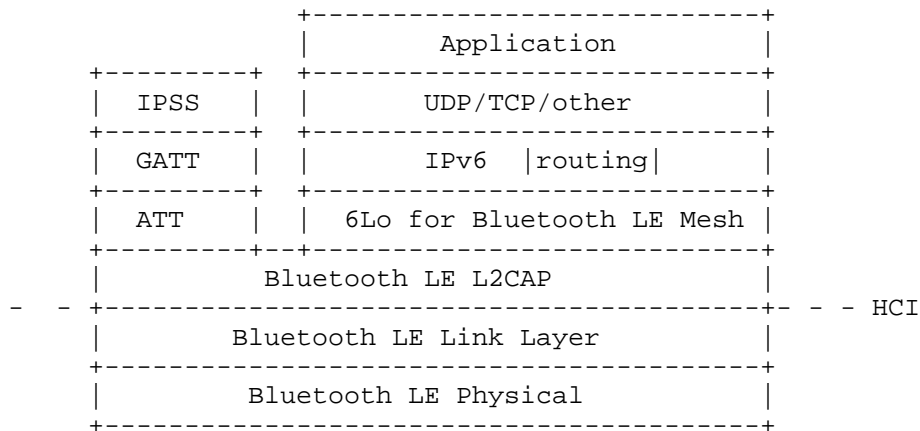 Application
IPSS UDP/TCP/other
GATT IPv6 |routing|
ATT 6Lo for Bluetooth LE Mesh
Bluetooth LE L2CAP
HCI
Bluetooth LE Link Layer
Bluetooth LE Physical